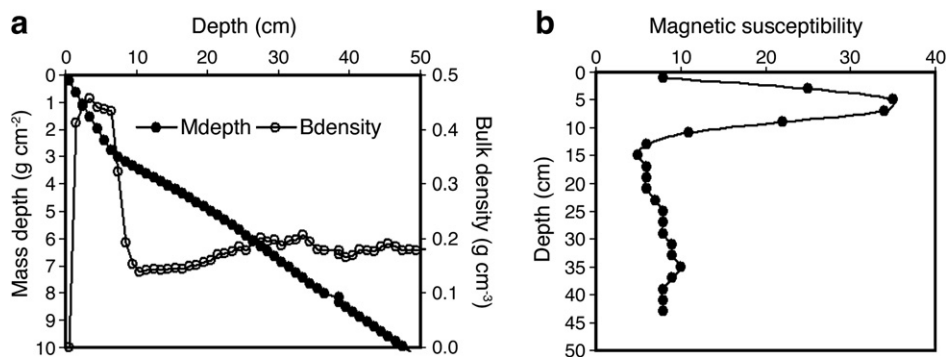 a
Depth (cm)
0 10 20 30 40 50
Mass depth (g cm-2)
0
1
2
3
4
5
6
7
8
9
10
Mdepth Bdensity
0.5
0.4
0.3
0.2
0.1
0.0
Bulk density (g cm-3)
b
Magnetic susceptibility
0 10 20 30 40
Depth (cm)
0
5
10
15
20
25
30
35
40
45
50